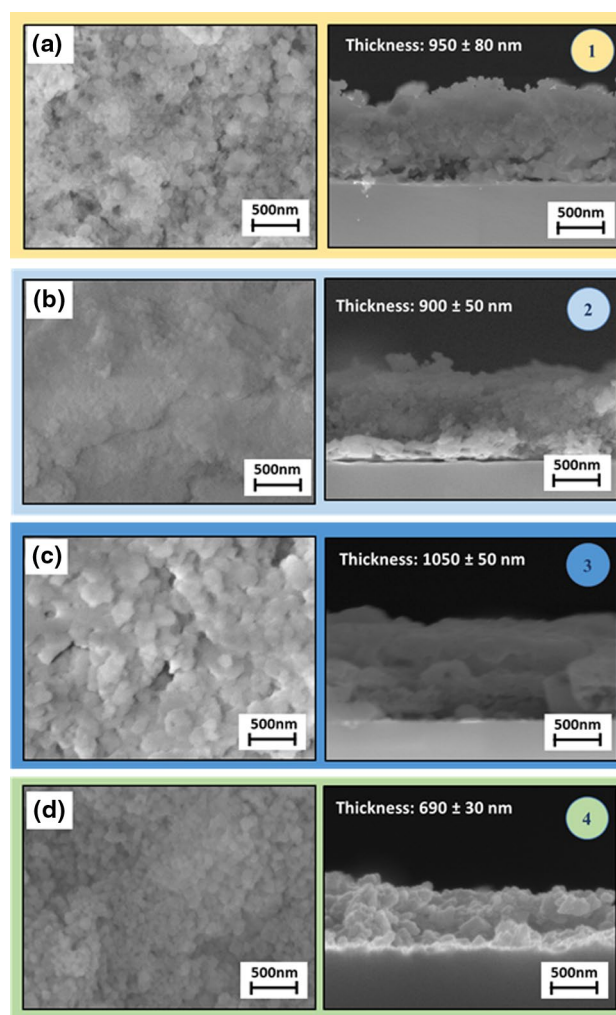 (a)
500nm
Thickness: 950 ± 80 nm
1
500nm
(b)
500nm
Thickness: 900 ± 50 nm
2
500nm
(c)
500nm
Thickness: 1050 ± 50 nm
3
500nm
(d)
500nm
Thickness: 690 ± 30 nm
4
500nm